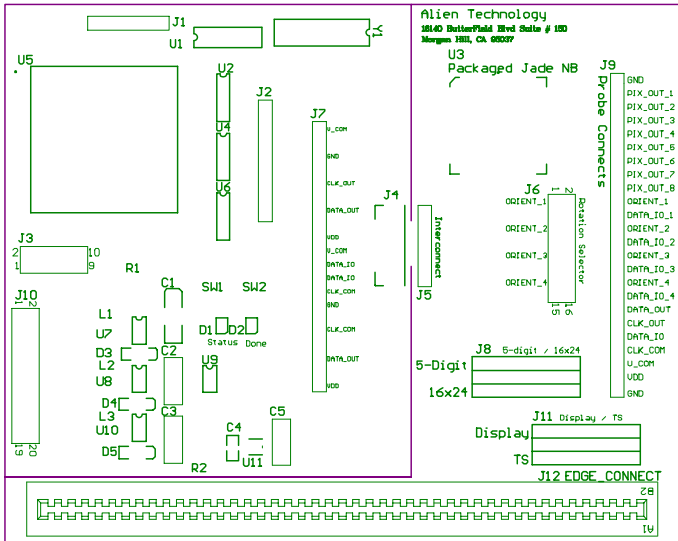 Alien Technology
18140 Butterfield Blvd Suite # 150
Morgan Hill, CA 95037
J1
U1
Y1
U5
U2
J2
U4
U6
J7
V_COM
GND
CLK_OUT
DATA_OUT
VDD
V_COM
DATA_IO
DATA_IO
CLK_COM
GND
CLK_COM
DATA_OUT
VDD
U3
Packaged Jade NB
J9
Probe Connects
GND
PIX_OUT_1
PIX_OUT_2
PIX_OUT_3
PIX_OUT_4
PIX_OUT_5
PIX_OUT_6
PIX_OUT_7
PIX_OUT_8
ORIENT_1
DATA_IO_1
ORIENT_2
DATA_IO_2
ORIENT_3
DATA_IO_3
ORIENT_4
DATA_IO_4
DATA_OUT
CLK_OUT
DATA_IO
CLK_COM
V_COM
VDD
GND
J4
Interconnect
J5
J6
1 2
ORIENT_1
ORIENT_2
ORIENT_3
ORIENT_4
Rotation Selector
15 16
J3
2 10
1 9
R1
C1
SW1 SW2
J10
1 2
19 20
L1
U7
D3
L2
U8
D4
L3
U10
D5
C2
C3
D1 D2
Status Done
U9
C4
U11
C5
R2
J8 5-digit / 16x24
5-Digit
16x24
J11 Display / TS
Display
TS
J12 EDGE_CONNECT
B2
A1